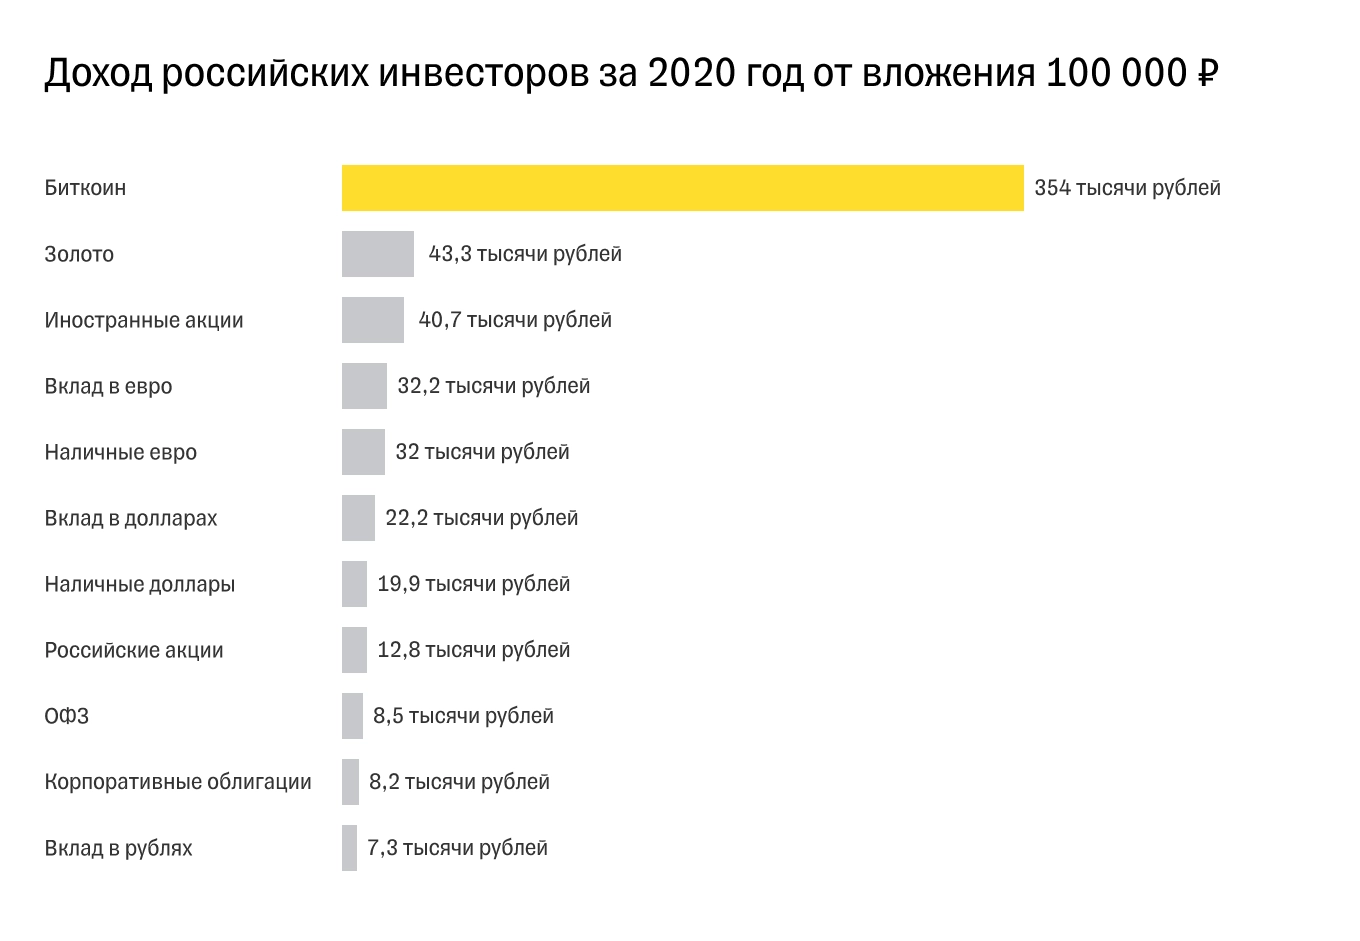 Доход российских инвесторов за 2020 год от вложения 100 000 ₽
Биткоин 354 тысячи рублей
Золото 43,3 тысячи рублей
Иностранные акции 40,7 тысячи рублей
Вклад в евро 32,2 тысячи рублей
Наличные евро 32 тысячи рублей
Вклад в долларах 22,2 тысячи рублей
Наличные доллары 19,9 тысячи рублей
Российские акции 12,8 тысячи рублей
ОФЗ 8,5 тысячи рублей
Корпоративные облигации 8,2 тысячи рублей
Вклад в рублях 7,3 тысячи рублей